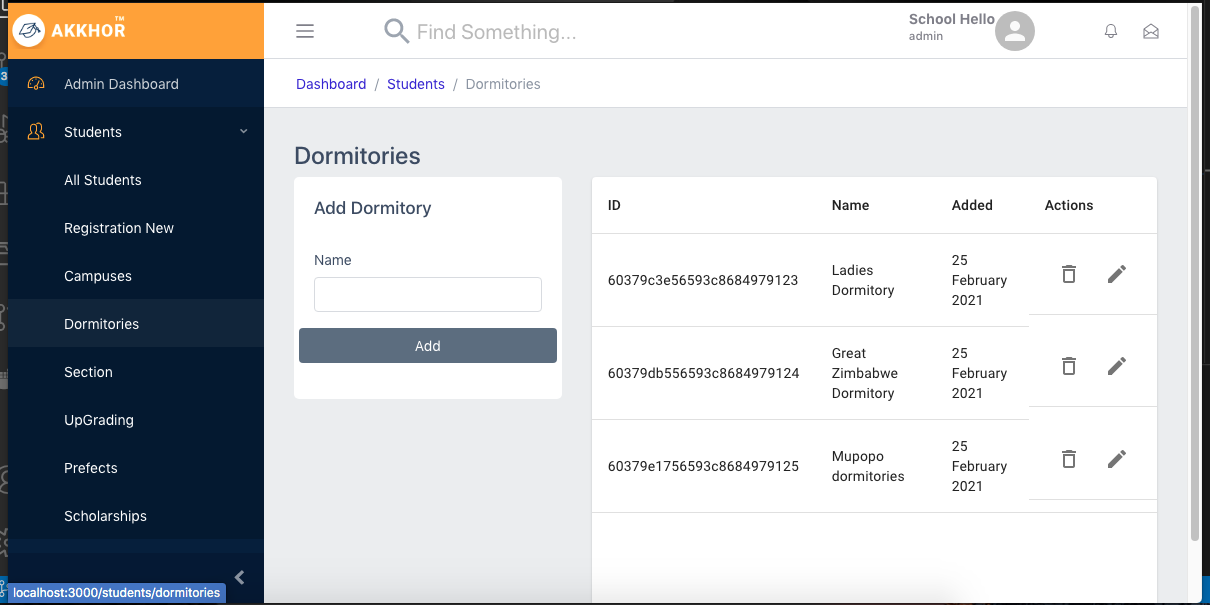 AKKHOR™
Find Something...
School Hello
admin
Admin Dashboard
Students
All Students
Registration New
Campuses
Dormitories
Section
UpGrading
Prefects
Scholarships
localhost:3000/students/dormitories
Dashboard / Students / Dormitories
Dormitories
Add Dormitory
Name
Add
ID Name Added Actions
60379c3e56593c8684979123
Ladies
Dormitory
25
February
2021
60379db556593c8684979124
Great
Zimbabwe
Dormitory
25
February
2021
60379e1756593c8684979125
Mupopo
dormitories
25
February
2021
3